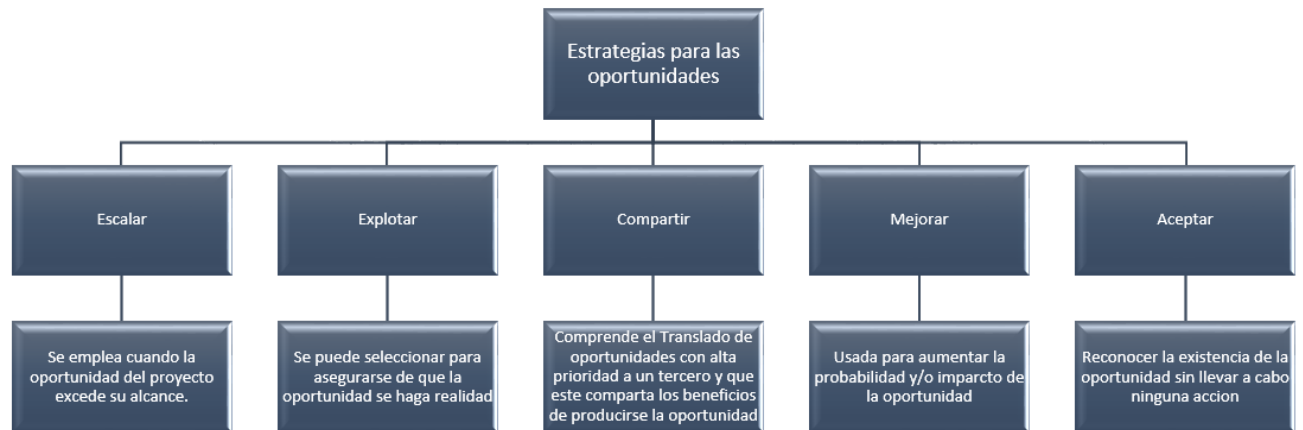 Estrategias para las
oportunidades
Escalar
Explotar
Compartir
Mejorar
Aceptar
Se emplea cuando la
oportunidad del proyecto
excede su alcance.
Se puede seleccionar para
asegurarse de que la
oportunidad se haga realidad
Comprende el Translado de
oportunidades con alta
prioridad a un tercero y que
este comparta los beneficios
de producirse la oportunidad
Usada para aumentar la
probabilidad y/o imparcto de
la oportunidad
Reconocer la existencia de la
oportunidad sin llevar a cabo
ninguna accion